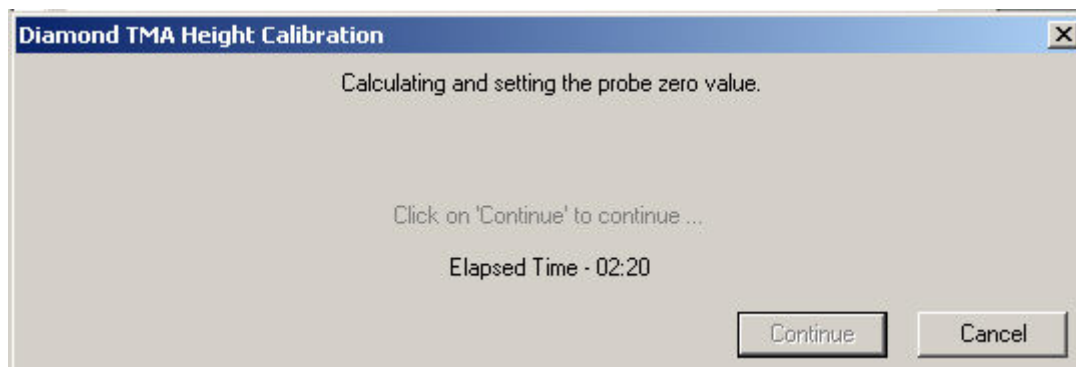 Diamond TMA Height Calibration
Calculating and setting the probe zero value.
Click on 'Continue' to continue ...
Elapsed Time - 02:20
Continue Cancel